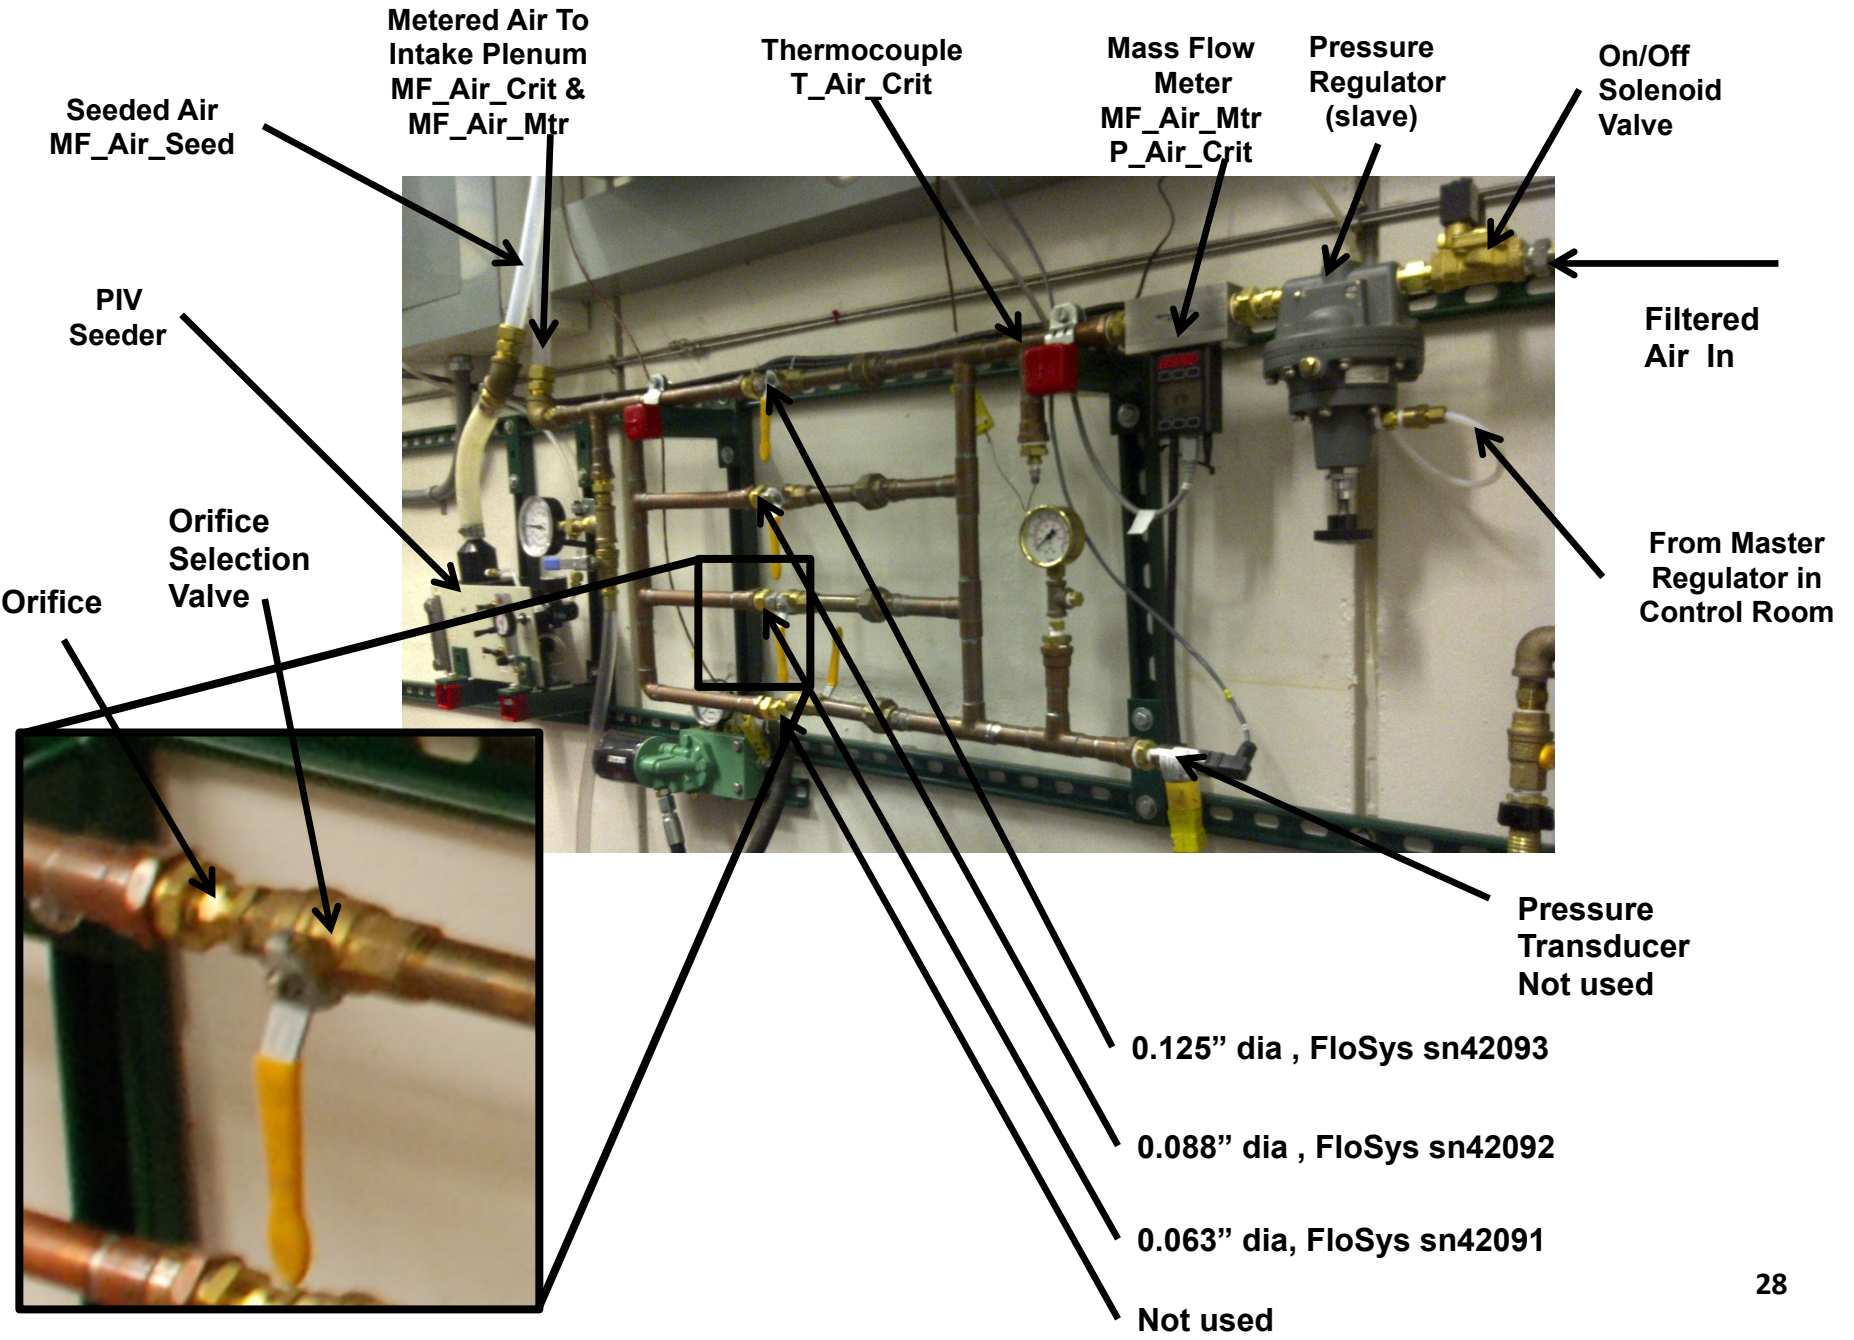 Metered Air To
Intake Plenum
MF_Air_Crit &
MF_Air_Mtr
Thermocouple
T_Air_Crit
Mass Flow
Meter
MF_Air_Mtr
P_Air_Crit
Pressure
Regulator
(slave)
On/Off
Solenoid
Valve
Seeded Air
MF_Air_Seed
PIV
Seeder
Filtered
Air In
Orifice
Selection
Valve
Orifice
From Master
Regulator in
Control Room
Pressure
Transducer
Not used
0.125” dia , FloSys sn42093
0.088” dia , FloSys sn42092
0.063” dia, FloSys sn42091
Not used
28